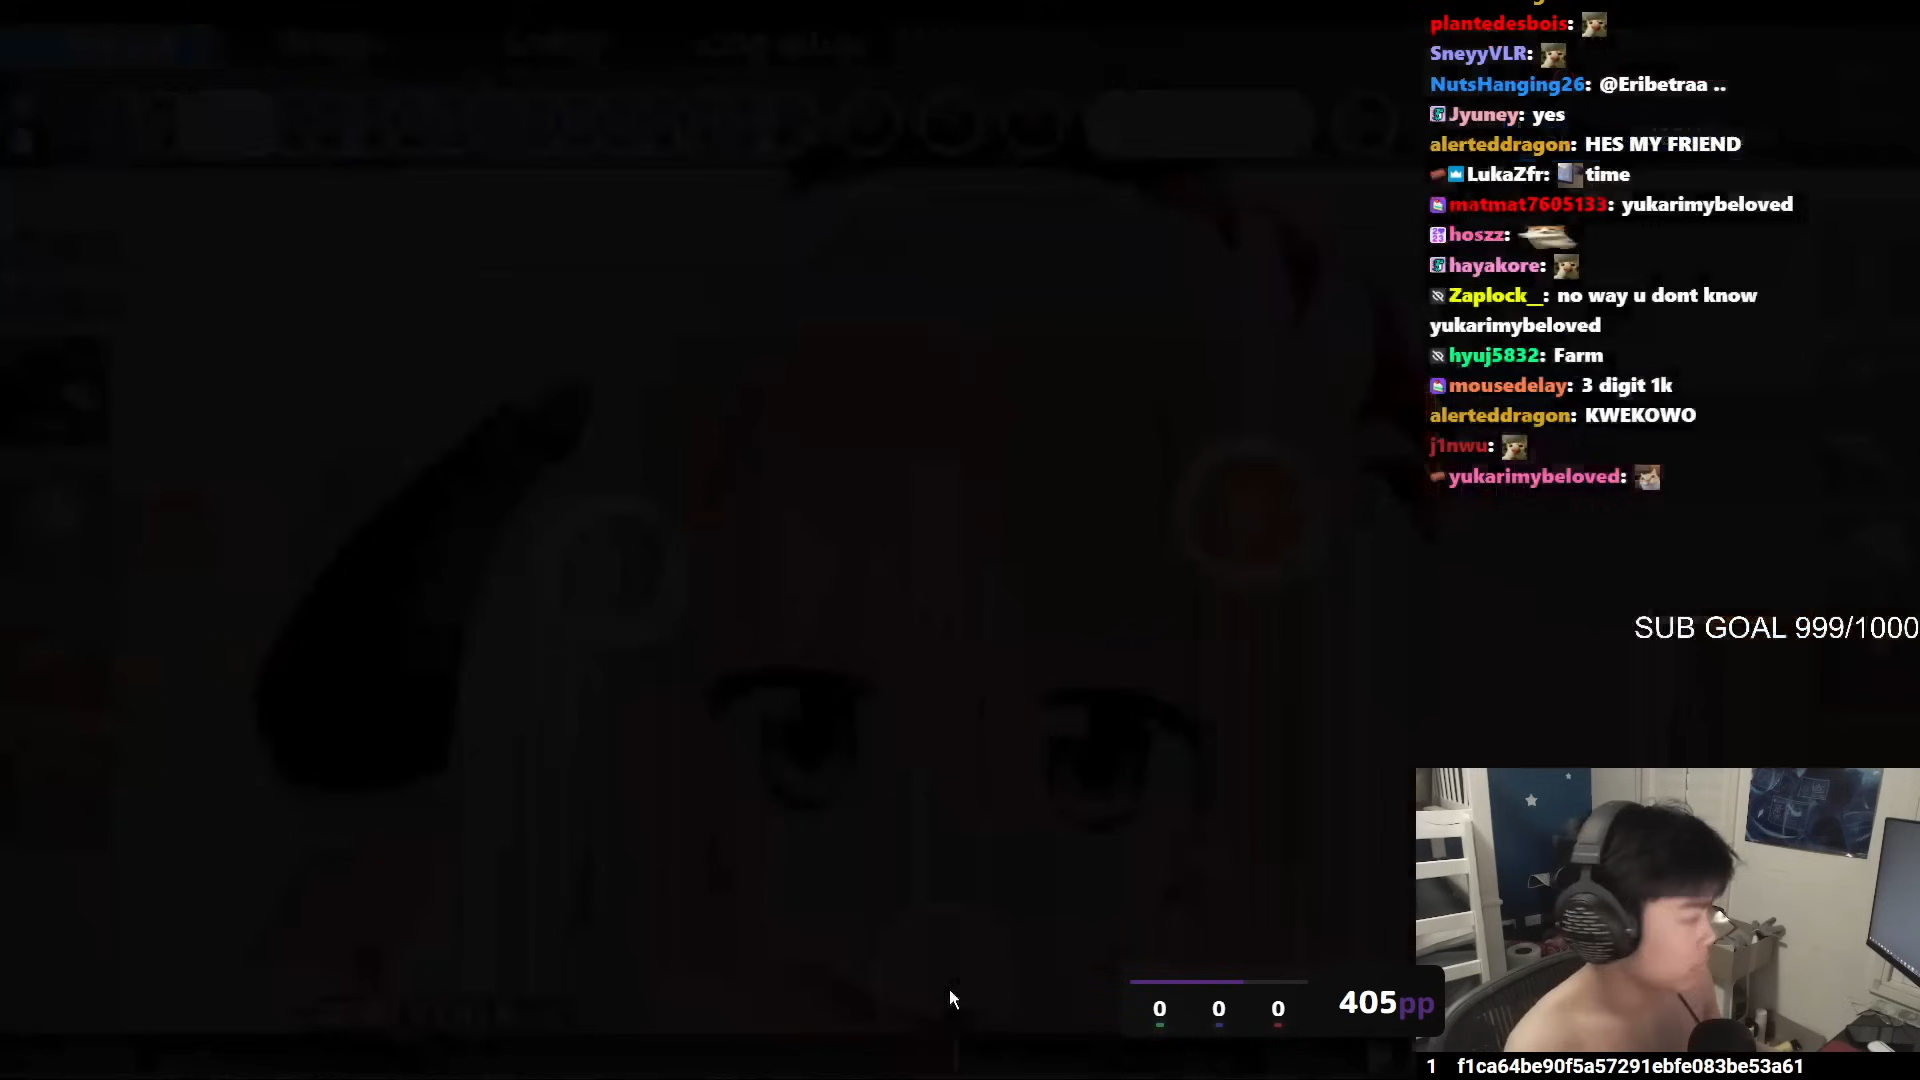 plantedesbois:
SneyyVLR:
NutsHanging26: @Eribetraa ..
Jyuney: yes
alerteddragon: HES MY FRIEND
LukaZfr: time
matmat7605133: yukarimybeloved
hoszz:
hayakore:
Zaplock__: no way u dont know
yukarimybeloved
hyuj5832: Farm
mousedelay: 3 digit 1k
alerteddragon: KWEKOWO
j1nwu:
yukarimybeloved:
SUB GOAL 999/1000
0 0 0 405pp
1 f1ca64be90f5a57291ebfe083be53a61